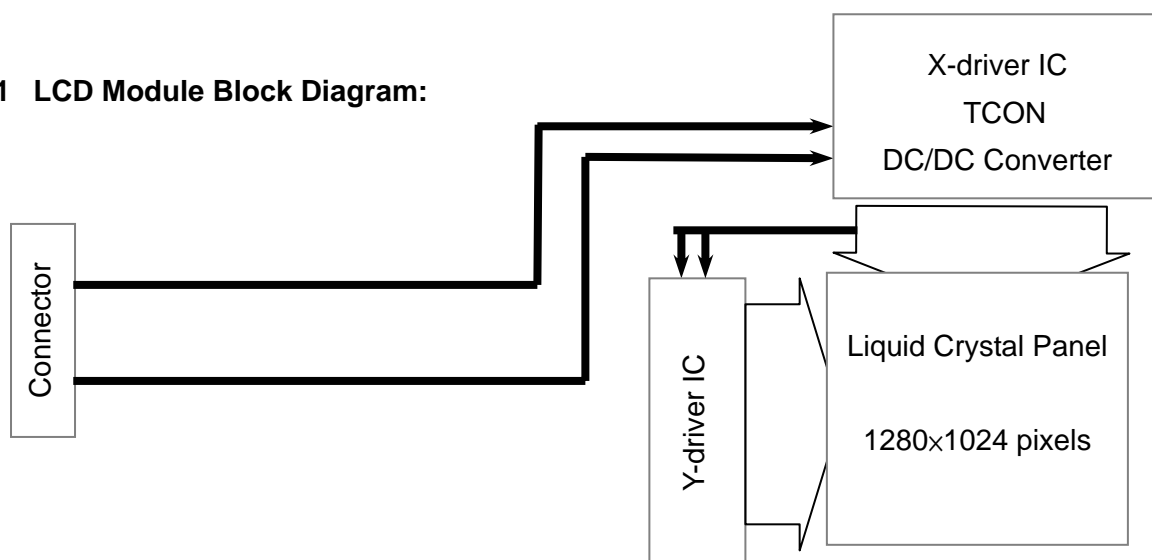 1 LCD Module Block Diagram:
X-driver IC
TCON
DC/DC Converter
Connector
Y-driver IC
Liquid Crystal Panel
1280×1024 pixels